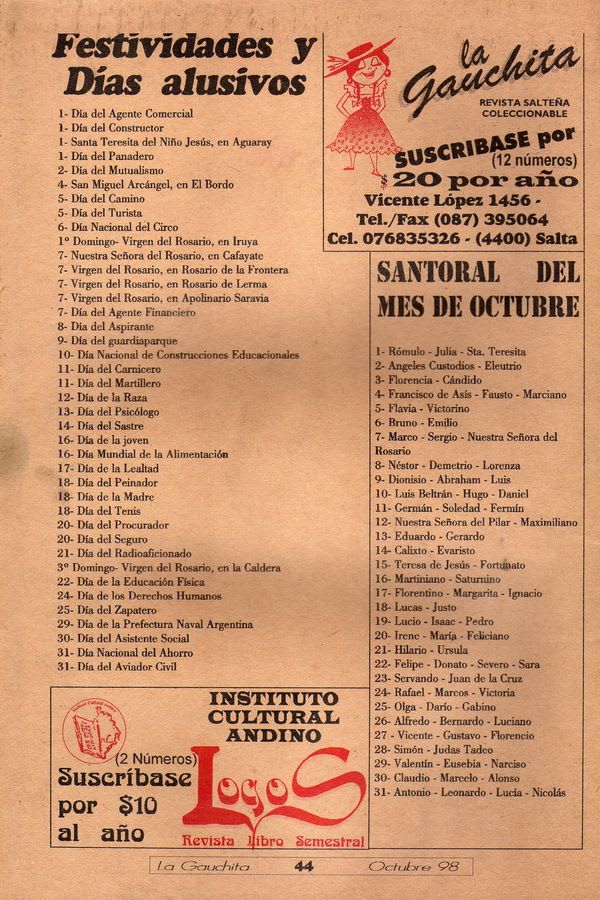 Festividades y
Días alusivos
1- Día del Agente Comercial
1- Día del Constructor
1- Santa Teresita del Niño Jesús, en Aguaray
1- Día del Panadero
2- Día del Mutualismo
4- San Miguel Arcángel, en El Bordo
5- Día del Camino
5- Día del Turista
6- Día Nacional del Circo
1º Domingo- Virgen del Rosario, en Iruya
7- Nuestra Señora del Rosario, en Cafayate
7- Virgen del Rosario, en Rosario de la Frontera
7- Virgen del Rosario, en Rosario de Lerma
7- Virgen del Rosario, en Apolinario Saravia
7- Día del Agente Financiero
8- Día del Aspirante
9- Día del guardiaparque
10- Día Nacional de Construcciones Educacionales
11- Día del Carnicero
11- Día del Martillero
12- Día de la Raza
13- Día del Psicólogo
14- Día del Sastre
16- Día de la joven
16- Día Mundial de la Alimentación
17- Día de la Lealtad
18- Día del Peinador
18- Día de la Madre
18- Día del Tenis
20- Día del Procurador
20- Día del Seguro
21- Día del Radioaficionado
3º Domingo- Virgen del Rosario, en la Caldera
22- Día de la Educación Física
24- Día de los Derechos Humanos
25- Día del Zapatero
29- Día de la Prefectura Naval Argentina
30- Día del Asistente Social
31- Día Nacional del Ahorro
31- Día del Aviador Civil
la
Gauchita
REVISTA SALTEÑA
COLECCIONABLE
SUSCRIBASE por
(12 números)
$ 20 por año
Vicente López 1456 -
Tel./Fax (087) 395064
Cel. 076835326 - (4400) Salta
SANTORAL DEL
MES DE OCTUBRE
1- Rómulo - Julia - Sta. Teresita
2- Angeles Custodios - Eleutrio
3- Florencia - Cándido
4- Francisco de Asís - Fausto - Marciano
5- Flavia - Victorino
6- Bruno - Emilio
7- Marco - Sergio - Nuestra Señora del
Rosario
8- Néstor - Demetrio - Lorenza
9- Dionisio - Abraham - Luis
10- Luis Beltrán - Hugo - Daniel
11- Germán - Soledad - Fermín
12- Nuestra Señora del Pilar - Maximiliano
13- Eduardo - Gerardo
14- Calixto - Evaristo
15- Teresa de Jesús - Fortunato
16- Martiniano - Saturnino
17- Florentino - Margarita - Ignacio
18- Lucas - Justo
19- Lucio - Isaac - Pedro
20- Irene - María - Feliciano
21- Hilario - Ursula
22- Felipe - Donato - Severo - Sara
23- Servando - Juan de la Cruz
24- Rafael - Marcos - Victoria
25- Olga - Darío - Gabino
26- Alfredo - Bernardo - Luciano
27 - Vicente - Gustavo - Florencio
28- Simón - Judas Tadeo
29- Valentín - Eusebia - Narciso
30- Claudio - Marcelo - Alonso
31- Antonio - Leonardo - Lucía - Nicolás
Instituto Cultural Andino
INSTITUTO
CULTURAL
ANDINO
(2 Números)
Suscríbase
por $10
al año
LogoS
Revista Libro Semestral
La Gauchita 44 Octubre 98